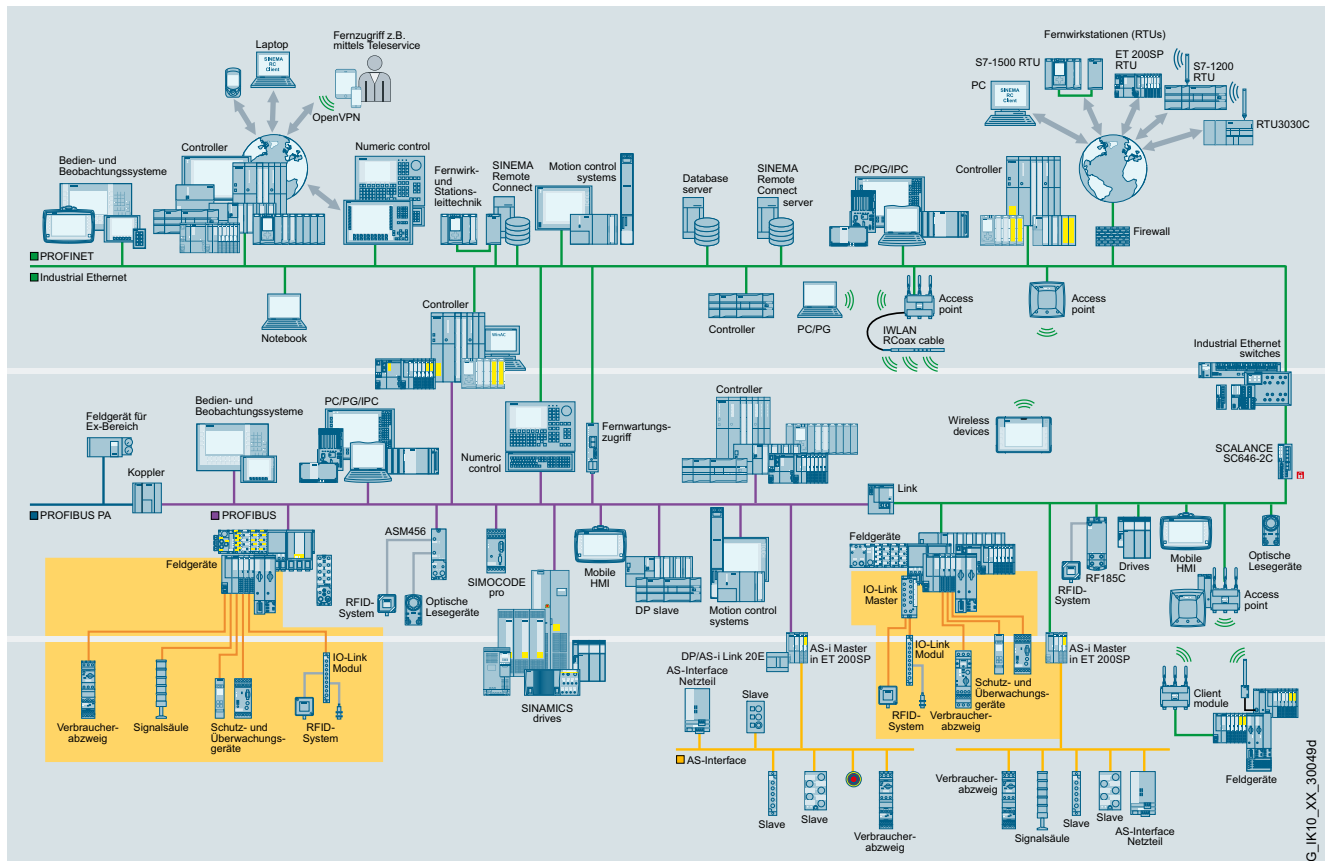 Laptop
Fernzugriff z.B.
mittels Teleservice
SINEMA
RC
Client
OpenVPN
Fernwirkstationen (RTUs)
S7-1500 RTU
ET 200SP
RTU
S7-1200
RTU
PC
SINEMA
RC
Client
RTU3030C
Bedien- und
Beobachtungssysteme
Controller
Numeric control
Fernwirk-
und
Stations-
leittechnik
SINEMA
Remote
Connect
Motion control
systems
Database
server
SINEMA
Remote
Connect
server
PC/PG/IPC
Controller
Firewall
PROFINET
Industrial Ethernet
Notebook
Controller
WinAC
Controller
PC/PG
Access
point
IWLAN
RCoax cable
Access
point
Industrial Ethernet
switches
Feldgerät für
Ex-Bereich
Bedien- und
Beobachtungssysteme
PC/PG/IPC
Numeric
control
Fernwartungs-
zugriff
Controller
Wireless
devices
SCALANCE
SC646-2C
Koppler
Link
PROFIBUS PA
PROFIBUS
Feldgeräte
ASM456
RFID-
System
Optische
Lesegeräte
SIMOCODE
pro
Mobile
HMI
DP slave
Motion control
systems
Feldgeräte
IO-Link
Master
RF185C
RFID-
System
Drives
Mobile
HMI
Optische
Lesegeräte
Access
point
IO-Link
Modul
Verbraucher-
abzweig
Signalsäule
Schutz- und
Überwachungs-
geräte
RFID-
System
SINAMICS
drives
DP/AS-i Link 20E
AS-i Master
in ET 200SP
AS-Interface
Netzteil
Slave
IO-Link
Modul
RFID-
System
Verbraucher-
abzweig
Schutz- und
Überwachungs-
geräte
AS-i Master
in ET 200SP
Client
module
Feldgeräte
AS-Interface
Slave
Slave
Verbraucher-
abzweig
Verbraucher-
abzweig
Signalsäule
Slave
Slave
AS-Interface
Netzteil
G_IK10_XX_30049d